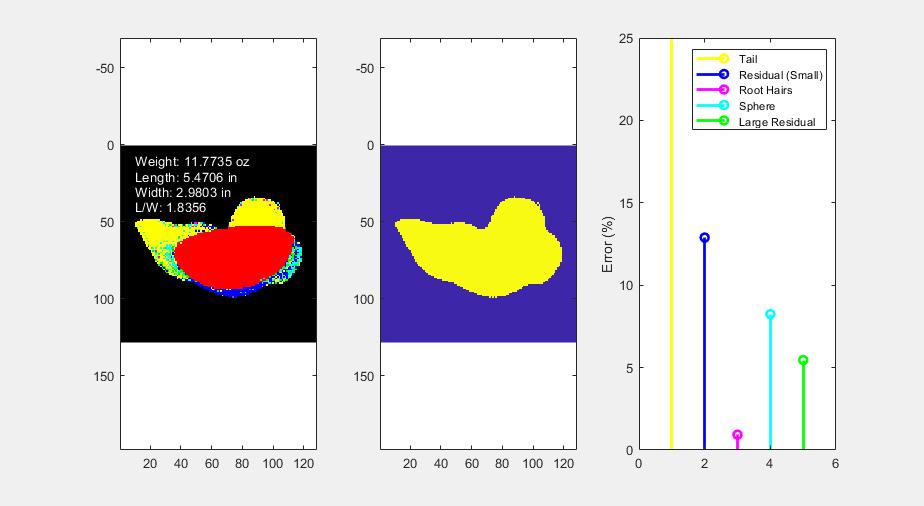 -50
0
50
100
150
20 40 60 80 100 120
Weight: 11.7735 oz
Length: 5.4706 in
Width: 2.9803 in
L/W: 1.8356
-50
0
50
100
150
20 40 60 80 100 120
Error (%)
25
20
15
10
5
0
0 2 4 6
Tail
Residual (Small)
Root Hairs
Sphere
Large Residual